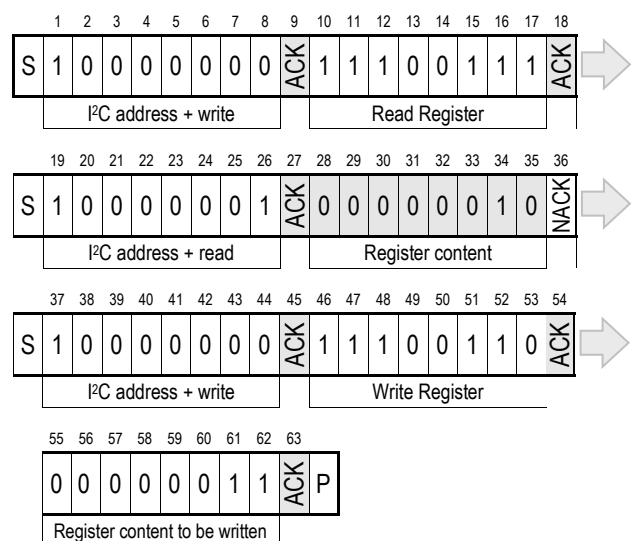 1 2 3 4 5 6 7 8 9 10 11 12 13 14 15 16 17 18
S 1 0 0 0 0 0 0 0 ACK 1 1 1 0 0 1 1 1 ACK
I²C address + write Read Register
19 20 21 22 23 24 25 26 27 28 29 30 31 32 33 34 35 36
S 1 0 0 0 0 0 0 1 ACK 0 0 0 0 0 0 1 0 NACK
I²C address + read Register content
37 38 39 40 41 42 43 44 45 46 47 48 49 50 51 52 53 54
S 1 0 0 0 0 0 0 0 ACK 1 1 1 0 0 1 1 0 ACK
I²C address + write Write Register
55 56 57 58 59 60 61 62 63
0 0 0 0 0 0 1 1 ACK P
Register content to be written